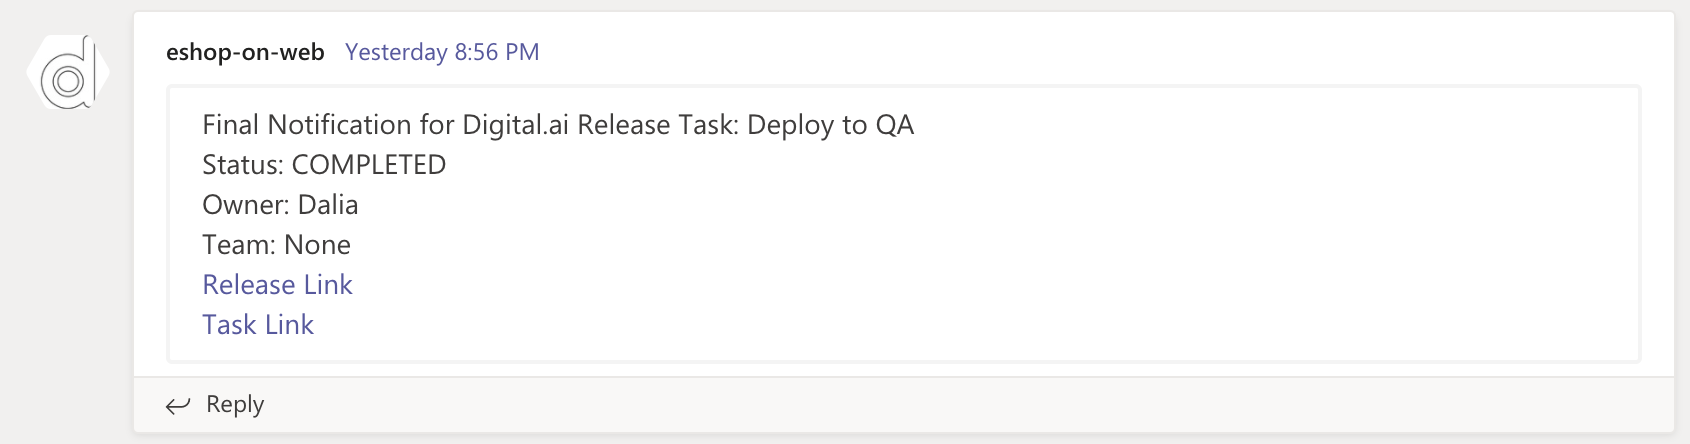 eshop-on-web Yesterday 8:56 PM
Final Notification for Digital.ai Release Task: Deploy to QA
Status: COMPLETED
Owner: Dalia
Team: None
Release Link
Task Link
Reply